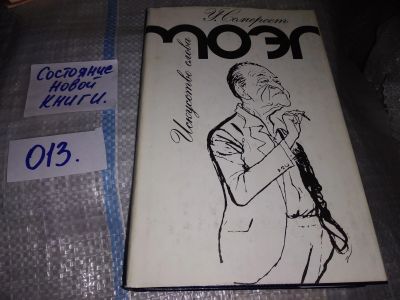 Состояние
новой
книги.
013.
У. Сомерсет
МОЭМ
Искусство слова